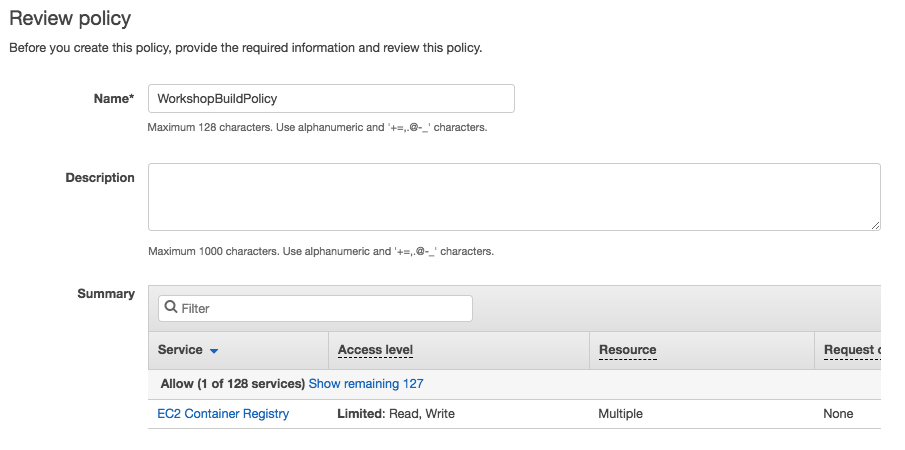 Review policy
Before you create this policy, provide the required information and review this policy.
Name* WorkshopBuildPolicy
Maximum 128 characters. Use alphanumeric and '+=,.@-_' characters.
Description
Maximum 1000 characters. Use alphanumeric and '+=,.@-_' characters.
Summary Filter
Service Access level Resource Request c
Allow (1 of 128 services) Show remaining 127
EC2 Container Registry Limited: Read, Write Multiple None